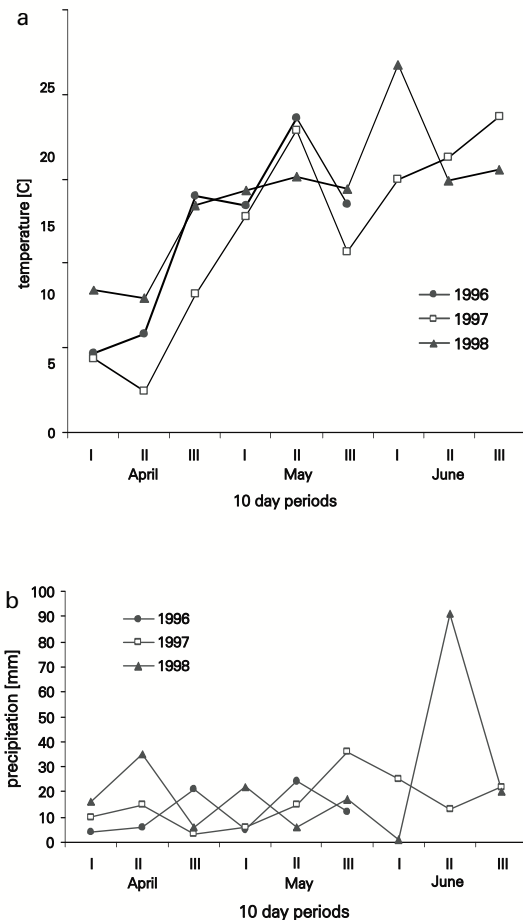 a
temperature [C]
25
20
15
10
5
0
1996
1997
1998
I II III I II III I II III
April May June
10 day periods
b
precipitation [mm]
100
90
80
70
60
50
40
30
20
10
0
1996
1997
1998
I II III I II III I II III
April May June
10 day periods